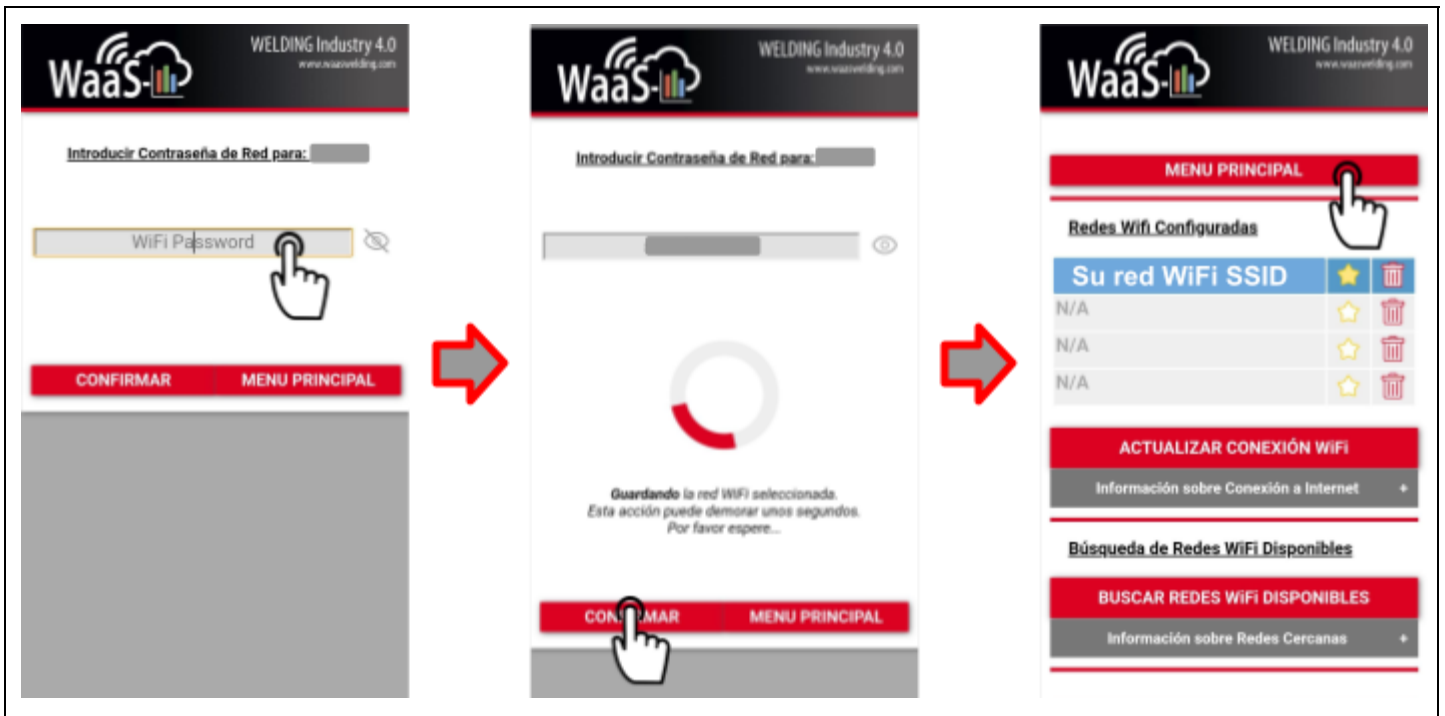 WaaS-
WELDING Industry 4.0
www.waaswelding.com
Introducir Contraseña de Red para:
WiFi Password
CONFIRMAR
MENU PRINCIPAL
WaaS-
WELDING Industry 4.0
www.waaswelding.com
Introducir Contraseña de Red para:
Guardando la red WiFi seleccionada.
Esta acción puede demorar unos segundos.
Por favor espere...
CONFIRMAR
MENU PRINCIPAL
WaaS-
WELDING Industry 4.0
www.waaswelding.com
MENU PRINCIPAL
Redes Wifi Configuradas
Su red WiFi SSID
N/A
N/A
N/A
ACTUALIZAR CONEXIÓN WiFi
Información sobre Conexión a Internet +
Búsqueda de Redes WiFi Disponibles
BUSCAR REDES WiFi DISPONIBLES
Información sobre Redes Cercanas +